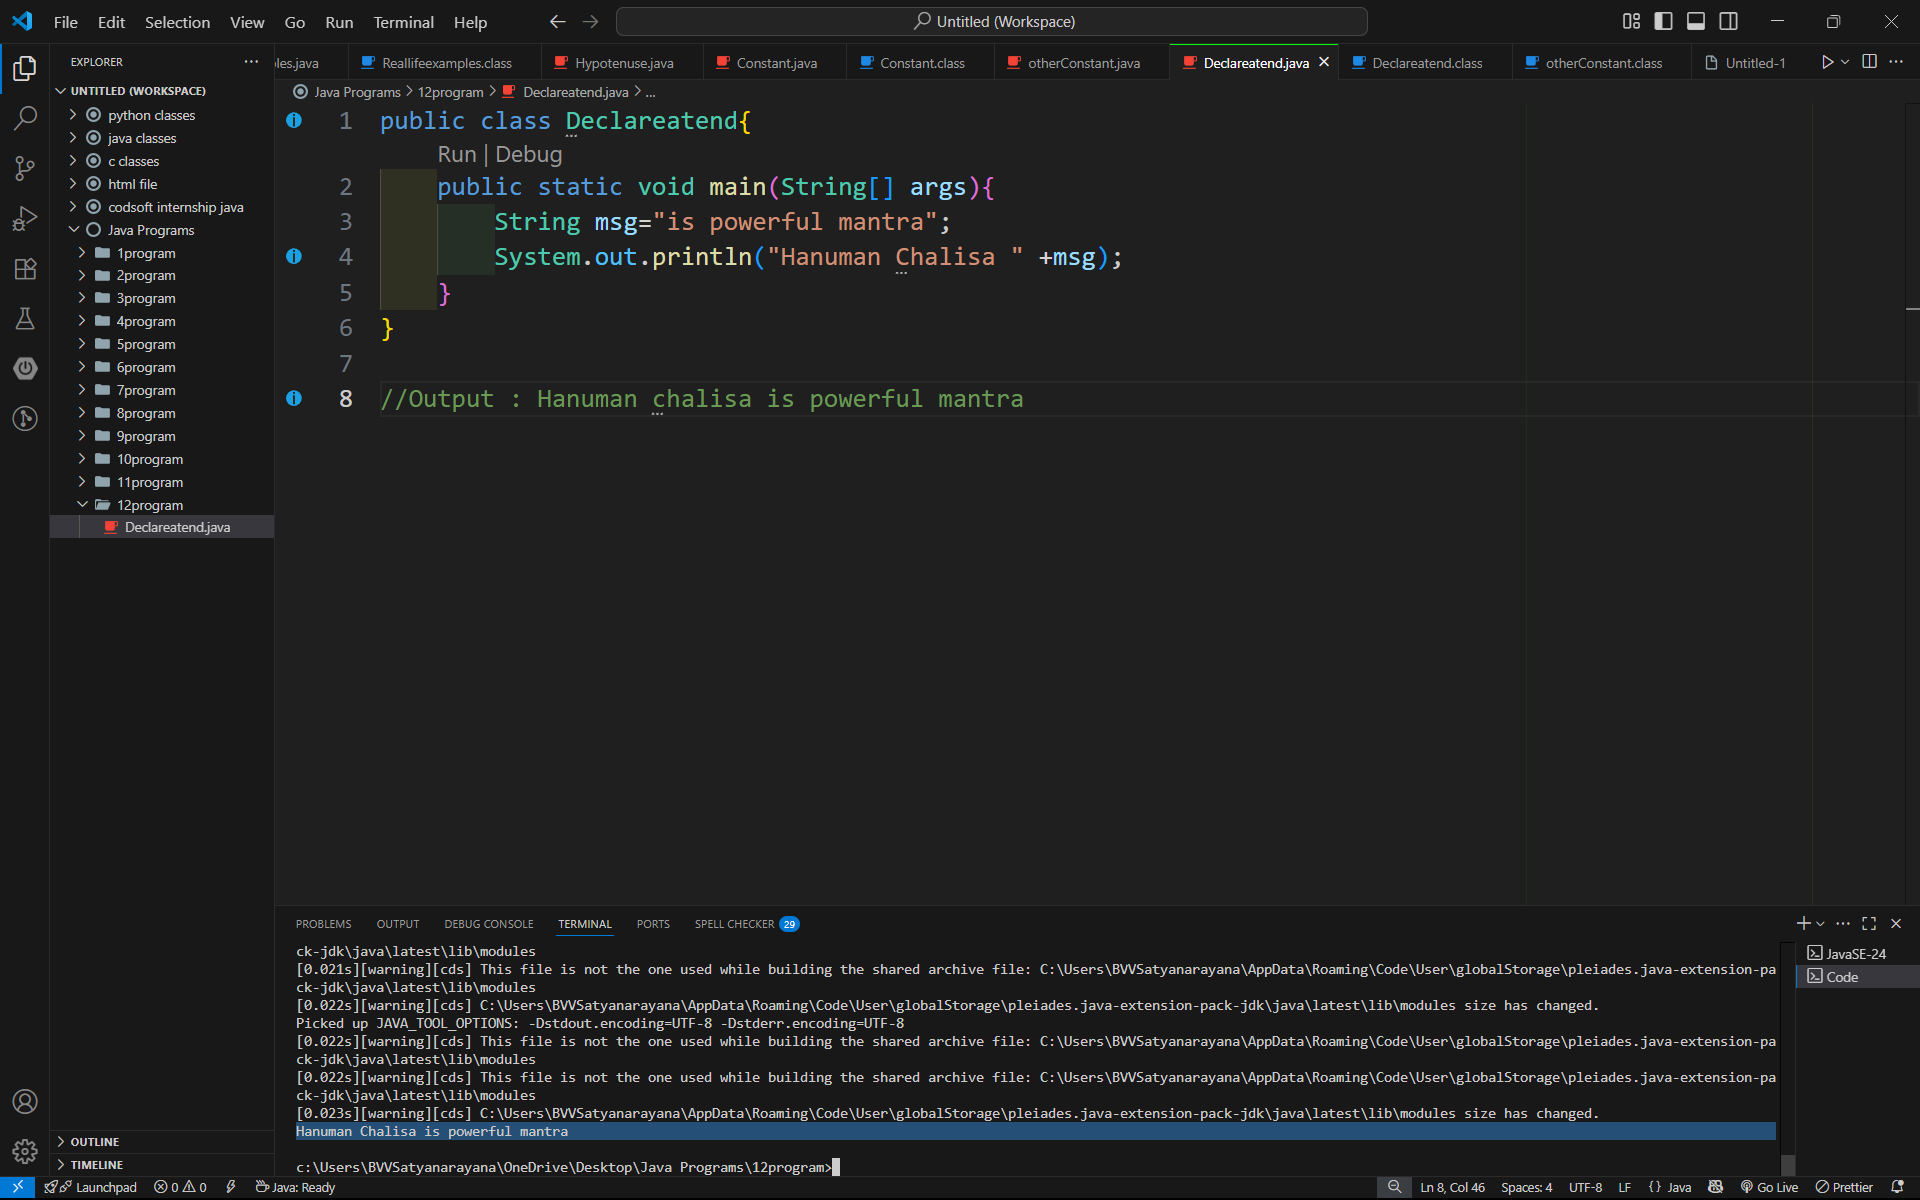 File Edit Selection View Go Run Terminal Help
Untitled (Workspace)
EXPLORER
UNTITLED (WORKSPACE)
python classes
java classes
c classes
html file
codsoft internship java
Java Programs
1program
2program
3program
4program
5program
6program
7program
8program
9program
10program
11program
12program
Declareatend.java
OUTLINE
TIMELINE
les.java Reallifeexamples.class Hypotenuse.java Constant.java Constant.class otherConstant.java Declareatend.java Declareatend.class otherConstant.class Untitled-1
Java Programs > 12program > Declareatend.java > ...
1 public class Declareatend{
Run | Debug
2 public static void main(String[] args){
3 String msg="is powerful mantra";
4 System.out.println("Hanuman Chalisa " +msg);
5 }
6 }
7
8 //Output : Hanuman chalisa is powerful mantra
PROBLEMS OUTPUT DEBUG CONSOLE TERMINAL PORTS SPELL CHECKER 29
ck-jdk\java\latest\lib\modules
[0.021s][warning][cds] This file is not the one used while building the shared archive file: C:\Users\BVVSatyanarayana\AppData\Roaming\Code\User\globalStorage\pleiades.java-extension-pa
ck-jdk\java\latest\lib\modules
[0.022s][warning][cds] C:\Users\BVVSatyanarayana\AppData\Roaming\Code\User\globalStorage\pleiades.java-extension-pack-jdk\java\latest\lib\modules size has changed.
Picked up JAVA_TOOL_OPTIONS: -Dstdout.encoding=UTF-8 -Dstderr.encoding=UTF-8
[0.022s][warning][cds] This file is not the one used while building the shared archive file: C:\Users\BVVSatyanarayana\AppData\Roaming\Code\User\globalStorage\pleiades.java-extension-pa
ck-jdk\java\latest\lib\modules
[0.022s][warning][cds] This file is not the one used while building the shared archive file: C:\Users\BVVSatyanarayana\AppData\Roaming\Code\User\globalStorage\pleiades.java-extension-pa
ck-jdk\java\latest\lib\modules
[0.023s][warning][cds] C:\Users\BVVSatyanarayana\AppData\Roaming\Code\User\globalStorage\pleiades.java-extension-pack-jdk\java\latest\lib\modules size has changed.
Hanuman Chalisa is powerful mantra
c:\Users\BVVSatyanarayana\OneDrive\Desktop\Java Programs\12program>
JavaSE-24
Code
Launchpad 0 0 Java: Ready Ln 8, Col 46 Spaces: 4 UTF-8 LF {} Java Go Live Prettier